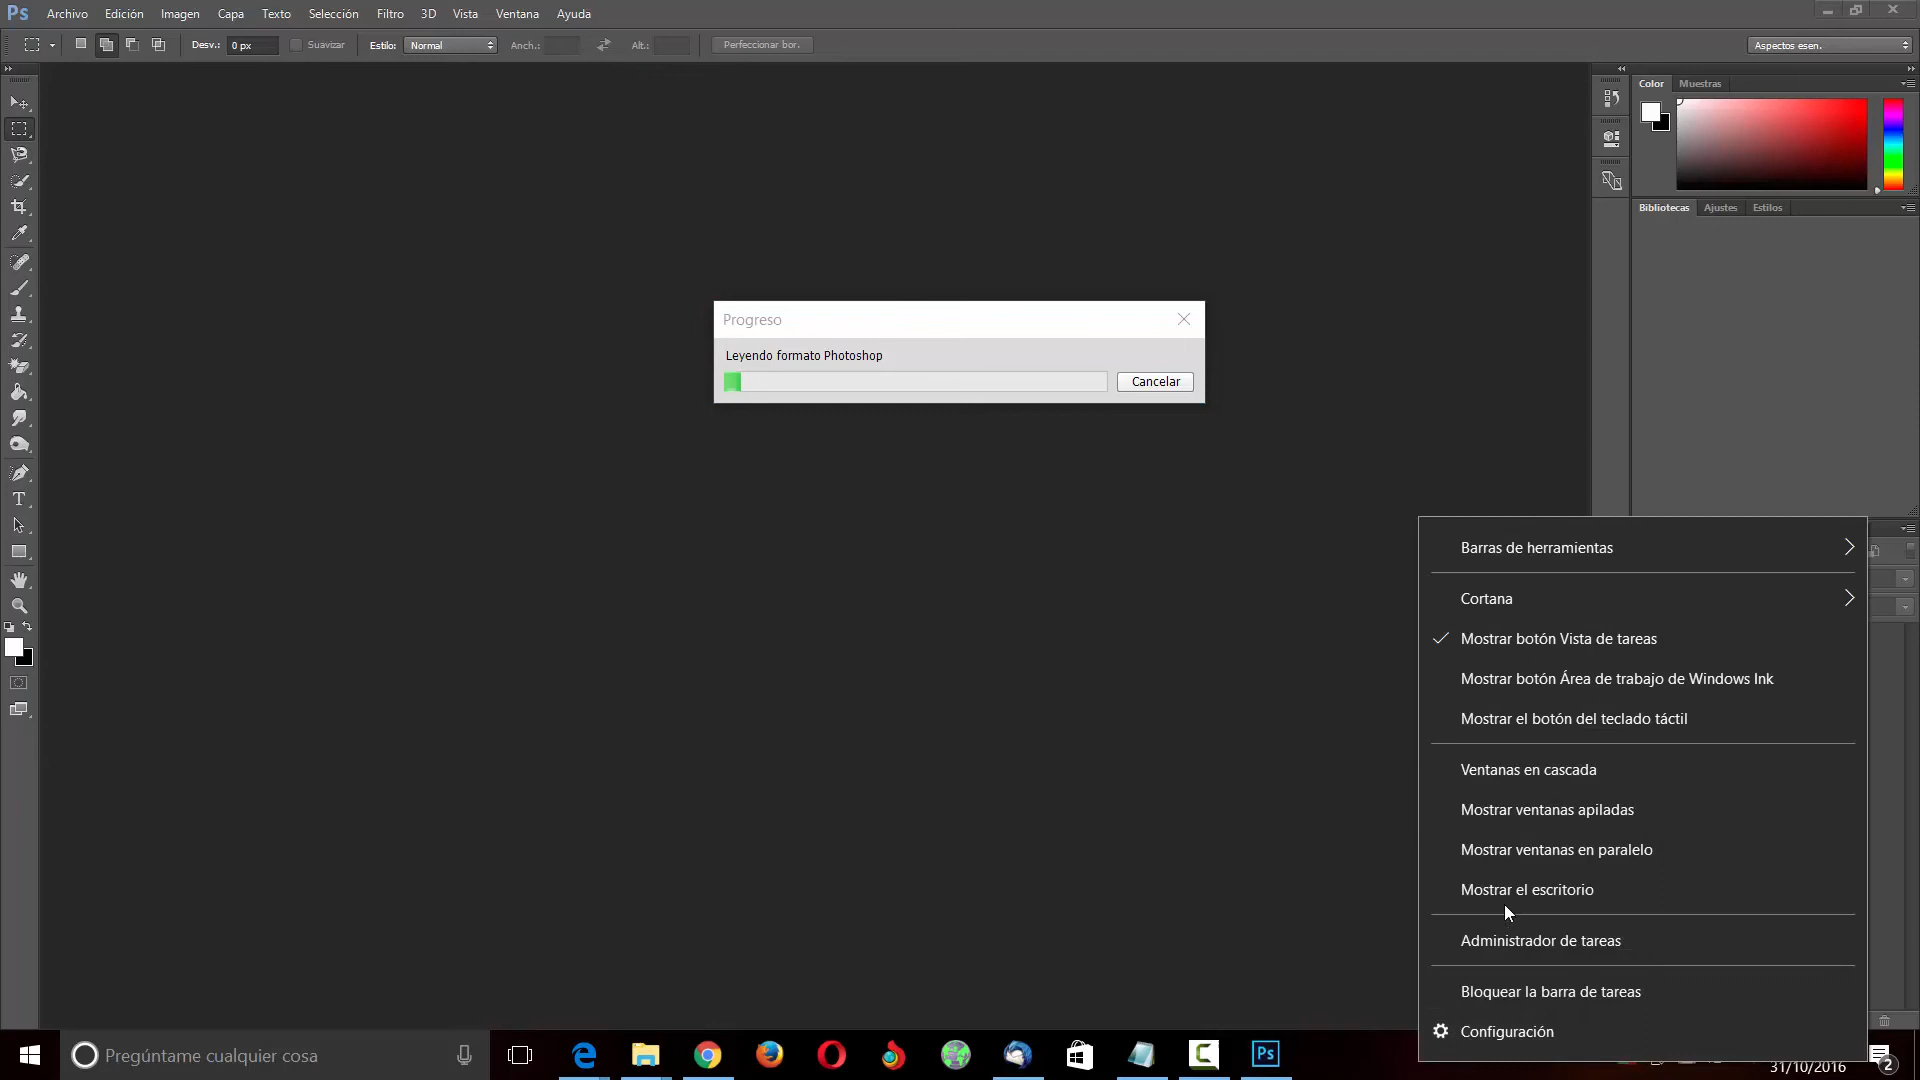 Ps Archivo Edición Imagen Capa Texto Selección Filtro 3D Vista Ventana Ayuda
Desv.: 0 px Suavizar Estilo: Normal Anch.: Alt.: Perfeccionar bor. Aspectos esen.
Color Muestras
Bibliotecas Ajustes Estilos
Progreso
Leyendo formato Photoshop
Cancelar
T
Barras de herramientas
Cortana
Mostrar botón Vista de tareas
Mostrar botón Área de trabajo de Windows Ink
Mostrar el botón del teclado táctil
Ventanas en cascada
Mostrar ventanas apiladas
Mostrar ventanas en paralelo
Mostrar el escritorio
Administrador de tareas
Bloquear la barra de tareas
Configuración
Pregúntame cualquier cosa
Ps
31/10/2016
2